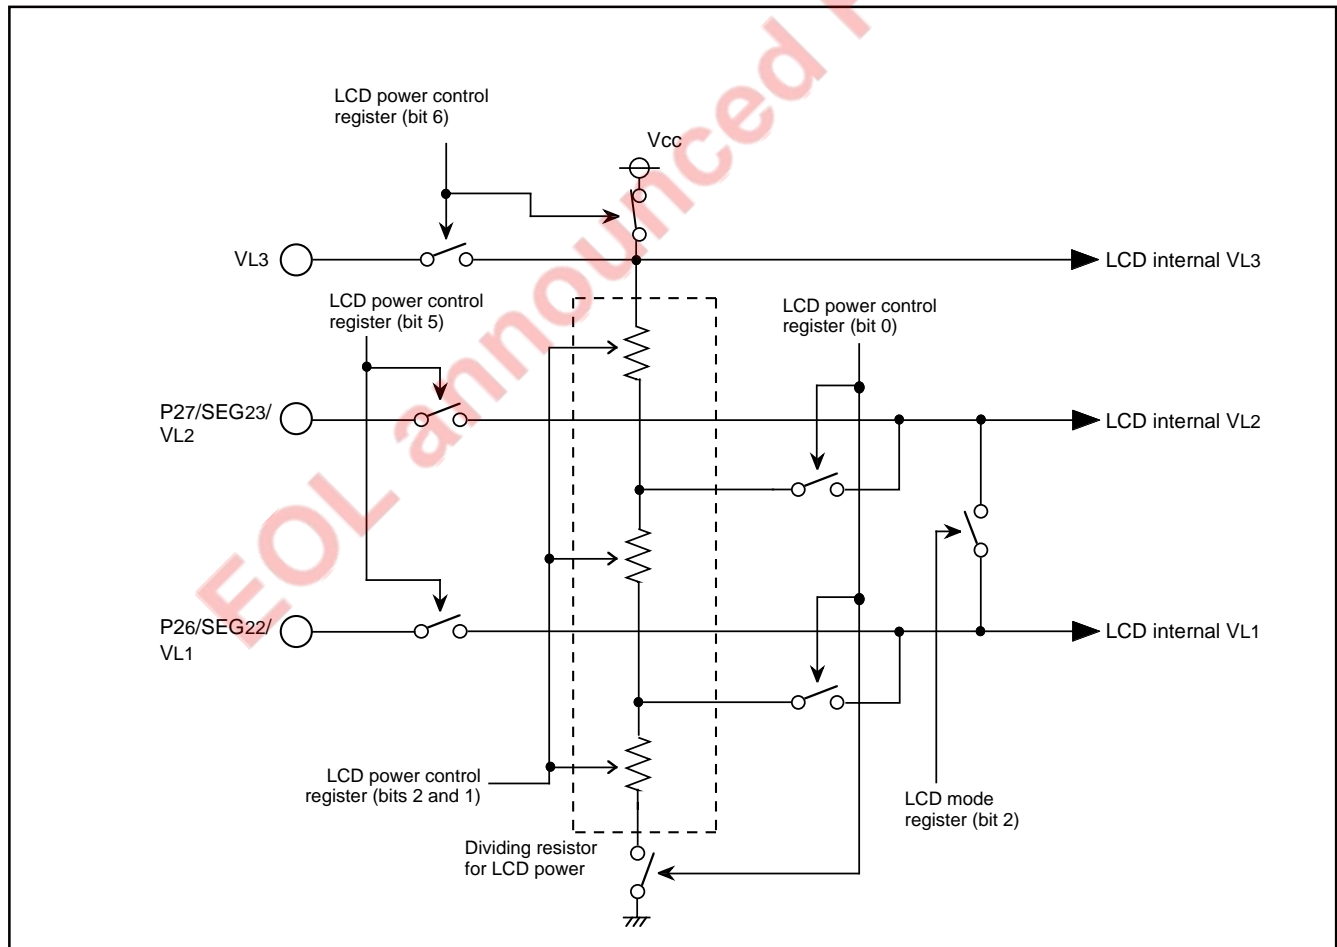 EOL announced
LCD power control
register (bit 6)
Vcc
VL3
LCD internal VL3
LCD power control
register (bit 5)
LCD power control
register (bit 0)
P27/SEG23/
VL2
LCD internal VL2
P26/SEG22/
VL1
LCD internal VL1
LCD power control
register (bits 2 and 1)
LCD mode
register (bit 2)
Dividing resistor
for LCD power